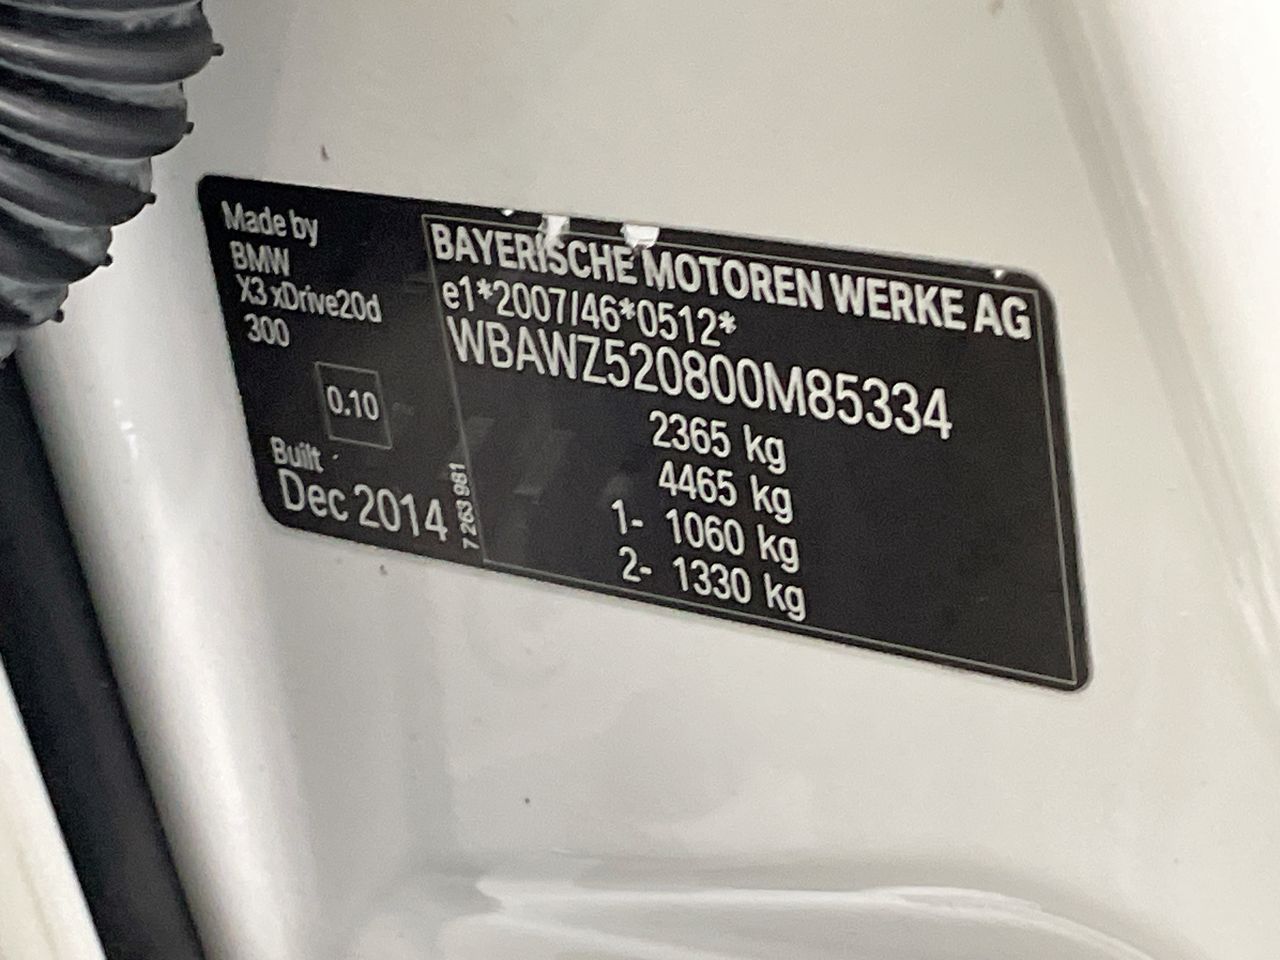 Made by
BMW
X3 xDrive20d
300
0.10
Built
Dec 2014
7 263 981
BAYERISCHE MOTOREN WERKE AG
e1*2007/46*0512*
WBAWZ520800M85334
2365 kg
4465 kg
1- 1060 kg
2- 1330 kg